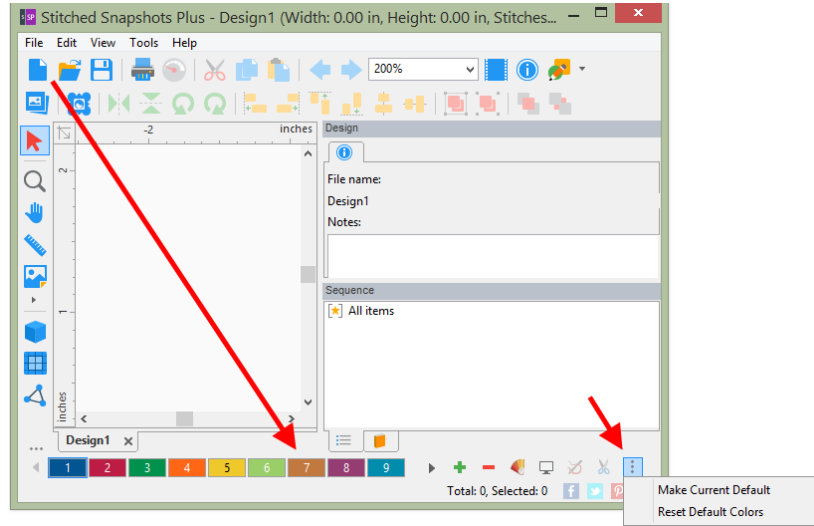 SP Stitched Snapshots Plus - Design1 (Width: 0.00 in, Height: 0.00 in, Stitches...
File Edit View Tools Help
200%
-2 inches
2
1
inches
Design
File name:
Design1
Notes:
Sequence
All items
Design1
1 2 3 4 5 6 7 8 9
Total: 0, Selected: 0
Make Current Default
Reset Default Colors